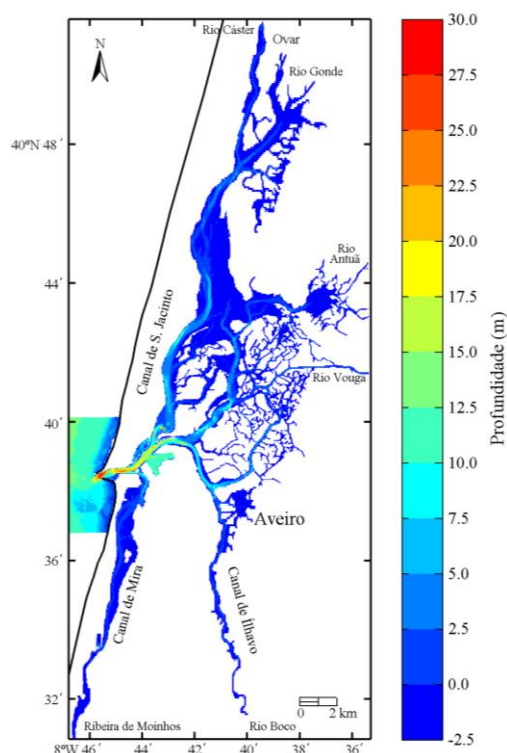 Rio Cáster
N
Ovar
Rio Gonde
40ºN 48´
Rio
Antuã
44´
Canal de S. Jacinto
Rio Vouga
40´
Aveiro
36´
Canal de Mira
Canal de Ílhavo
32´
0 2 km
Ribeira de Moinhos
Rio Boco
8ºW 46´ 44´ 42´ 40´ 38´ 36´
30.0
27.5
25.0
22.5
20.0
17.5
15.0
12.5
10.0
7.5
5.0
2.5
0.0
-2.5
Profundidade (m)